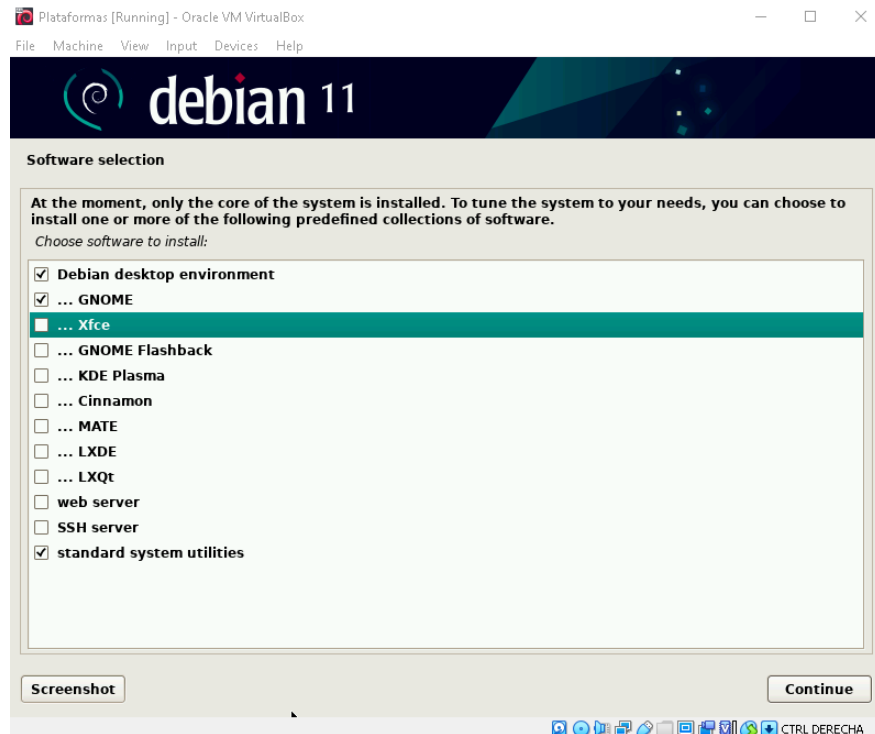 Plataformas [Running] - Oracle VM VirtualBox
File Machine View Input Devices Help
debian 11
Software selection
At the moment, only the core of the system is installed. To tune the system to your needs, you can choose to
install one or more of the following predefined collections of software.
Choose software to install:
Debian desktop environment
... GNOME
... Xfce
... GNOME Flashback
... KDE Plasma
... Cinnamon
... MATE
... LXDE
... LXQt
web server
SSH server
standard system utilities
Screenshot
Continue
CTRL DERECHA